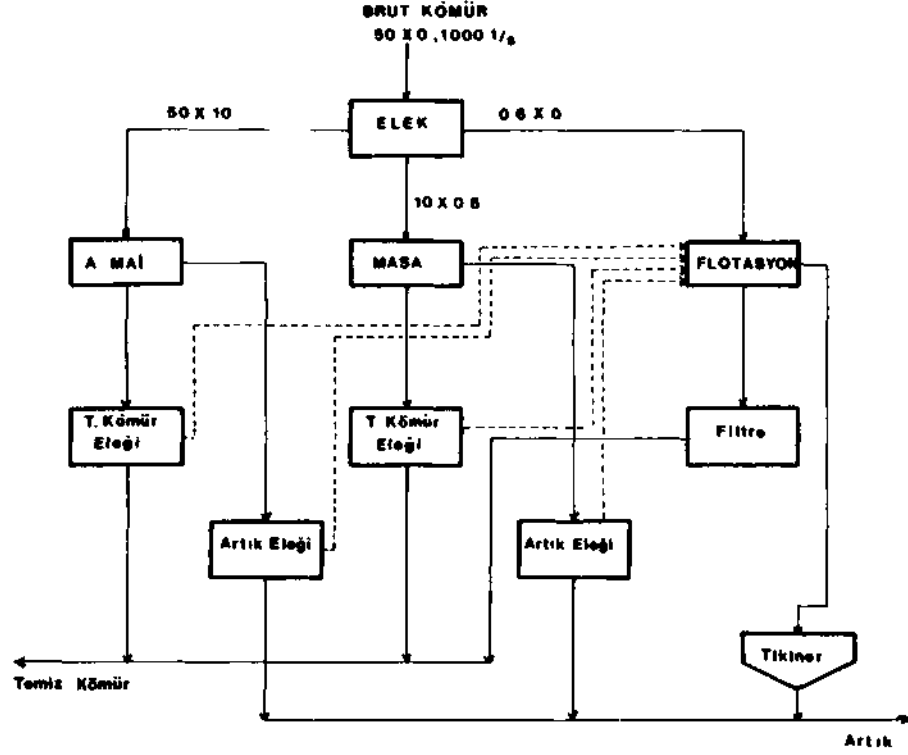 BRUT KÖMÜR
50 X 0, 1000 t/s
50 X 10
ELEK
0 6 X 0
10 X 0 6
A MAİ
MASA
FLOTASYON
T. Kömür
Eleği
T Kömür
Eleği
Filtre
Artık Eleği
Artık Eleği
Tikiner
Temiz Kömür
Artık